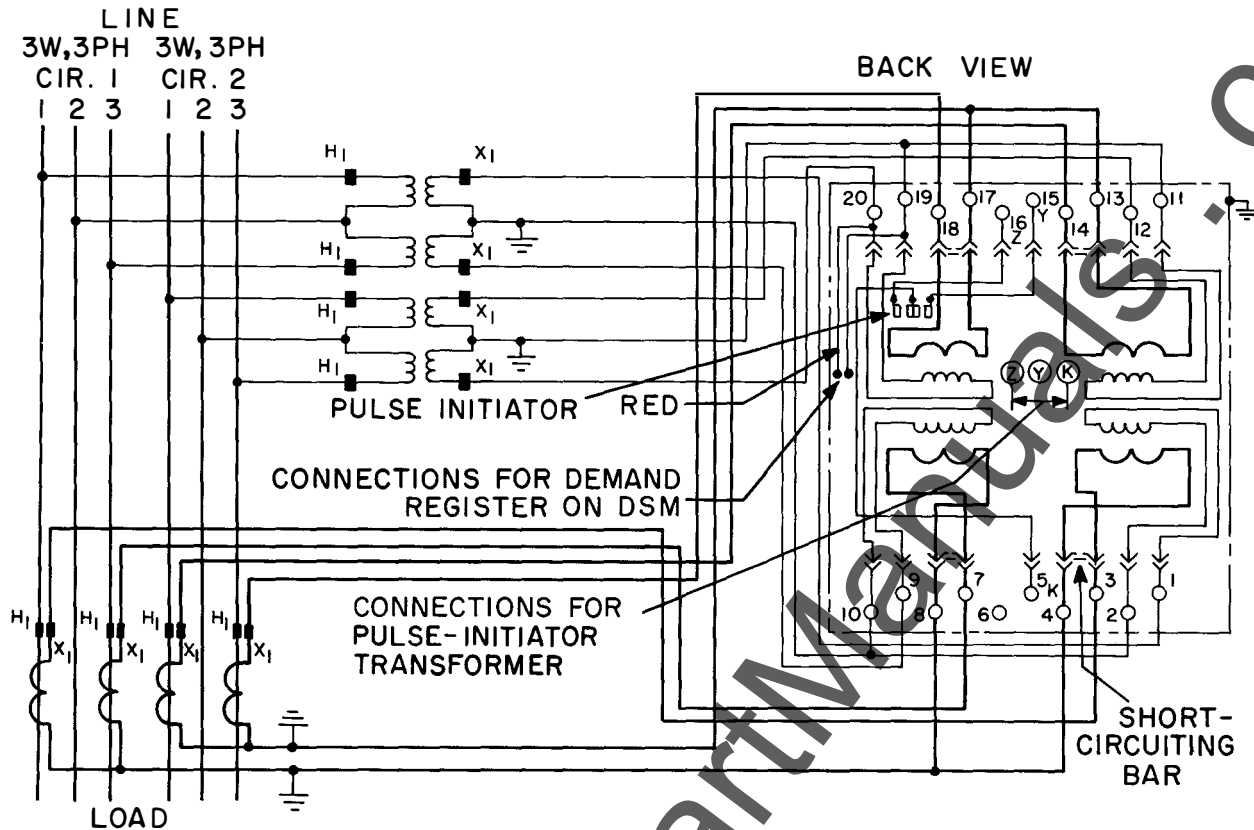 LINE
3W,3PH 3W,3PH
CIR. 1 CIR. 2
1 2 3 1 2 3
BACK VIEW
H1 X1
H1 X1
H1 X1
H1 X1
20 19 18 17 16 15 14 13 12 11
Z Y
PULSE INITIATOR
RED
Z Y K
CONNECTIONS FOR DEMAND
REGISTER ON DSM
CONNECTIONS FOR
PULSE-INITIATOR
TRANSFORMER
10 9 8 7 6 5 4 3 2 1
K
H1 X1 H1 X1 H1 X1 H1 X1
SHORT-
CIRCUITING
BAR
LOAD
artManuals . c